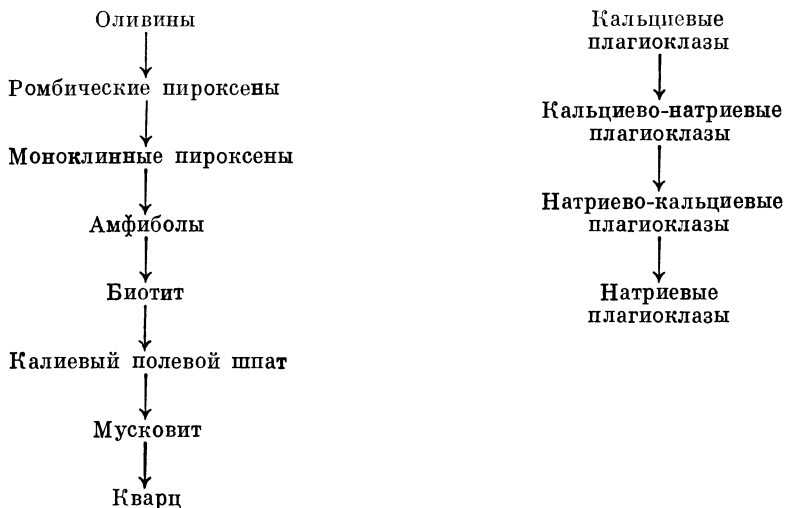 Оливины
Ромбические пироксены
Моноклинные пироксены
Амфиболы
Биотит
Калиевый полевой шпат
Мусковит
Кварц
Кальциевые
плагиоклазы
Кальциево-натриевые
плагиоклазы
Натриево-кальциевые
плагиоклазы
Натриевые
плагиоклазы